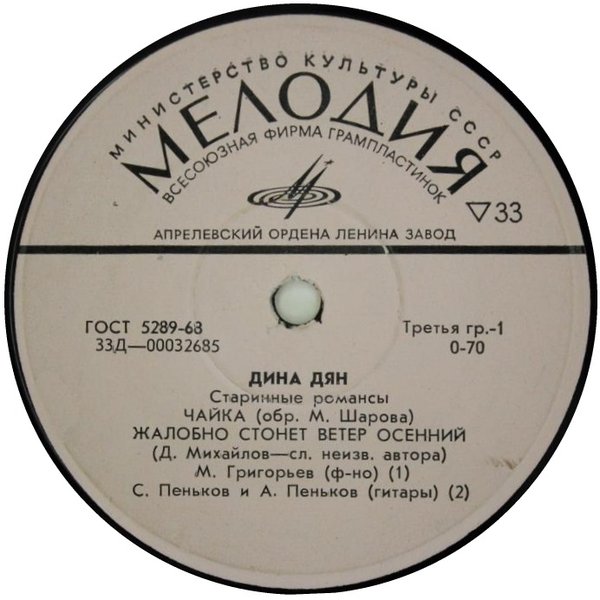 МИНИСТЕРСТВО КУЛЬТУРЫ СССР
МЕЛОДИЯ
ВСЕСОЮЗНАЯ ФИРМА ГРАМПЛАСТИНОК
▽33
АПРЕЛЕВСКИЙ ОРДЕНА ЛЕНИНА ЗАВОД
ГОСТ 5289-68
33Д—00032685
Третья гр.-1
0-70
ДИНА ДЯН
Старинные романсы
ЧАЙКА (обр. М. Шарова)
ЖАЛОБНО СТОНЕТ ВЕТЕР ОСЕННИЙ
(Д. Михайлов—сл. неизв. автора)
М. Григорьев (ф-но) (1)
С. Пеньков и А. Пеньков (гитары) (2)